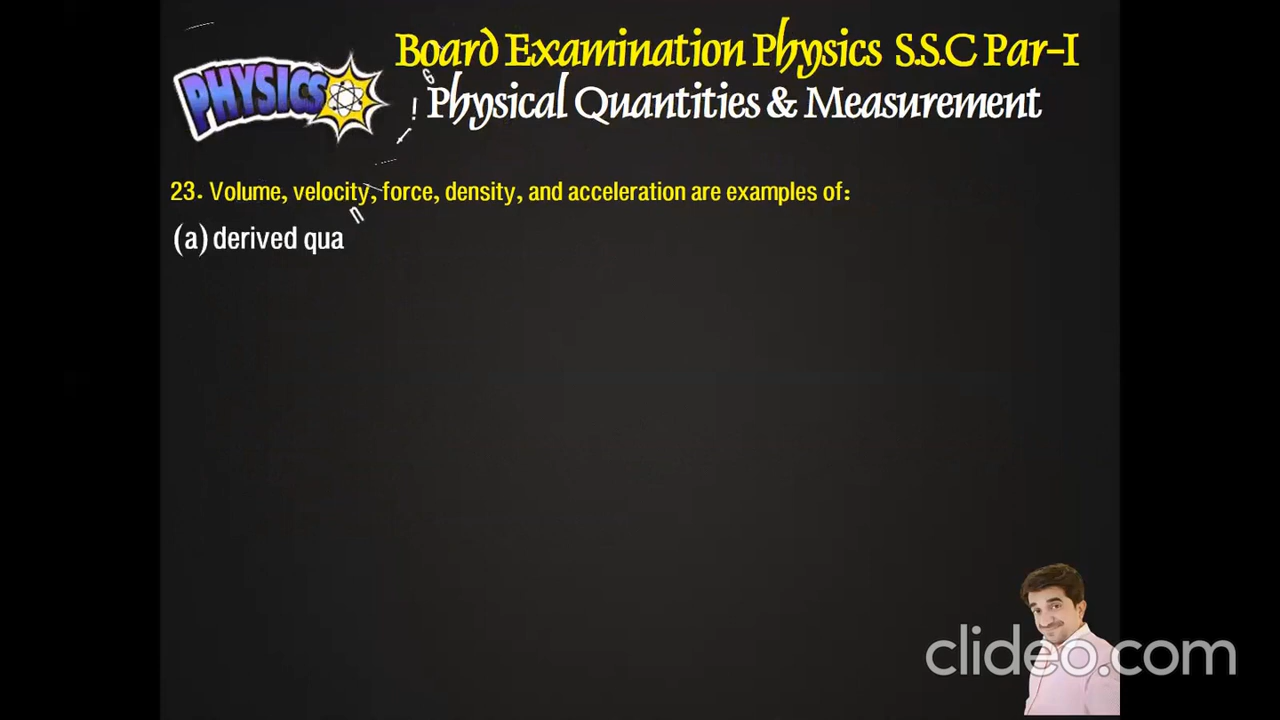 Board Examination Physics S.S.C Par-I
PHYSICS
Physical Quantities & Measurement
23. Volume, velocity, force, density, and acceleration are examples of:
(a) derived qua n
clideo.com